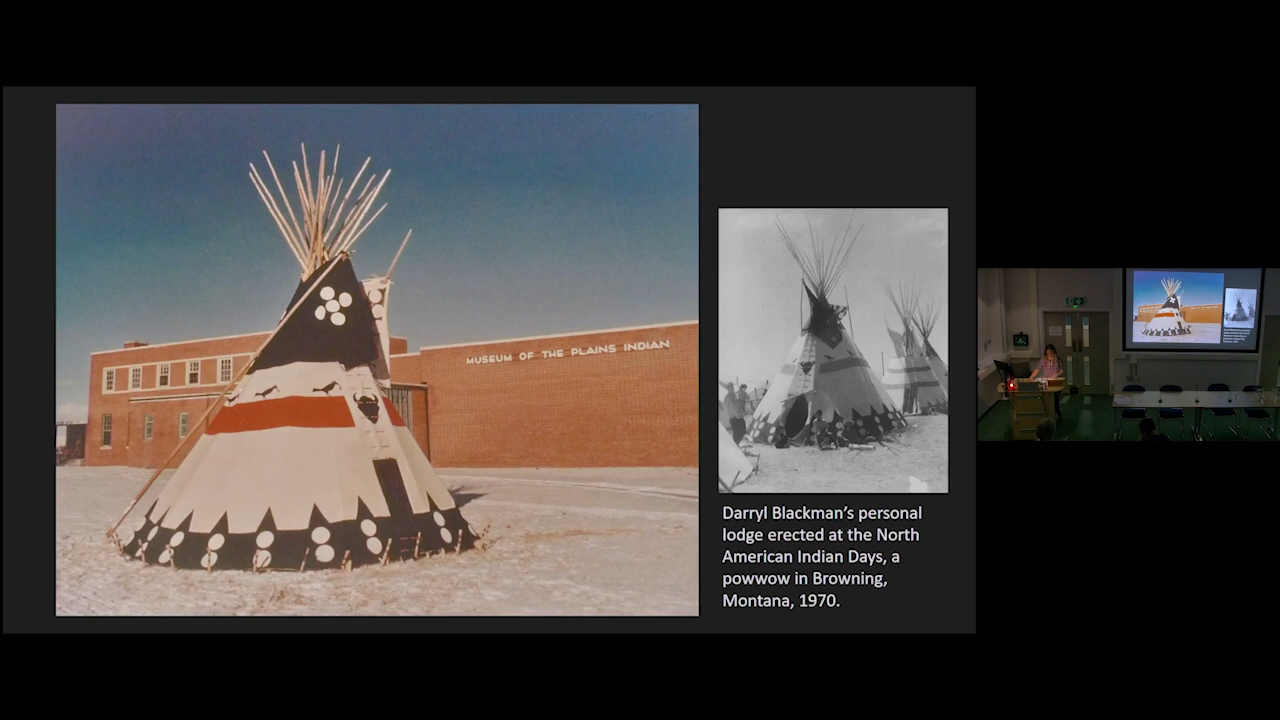 MUSEUM OF THE PLAINS INDIAN
Darryl Blackman’s personal
lodge erected at the North
American Indian Days, a
powwow in Browning,
Montana, 1970.